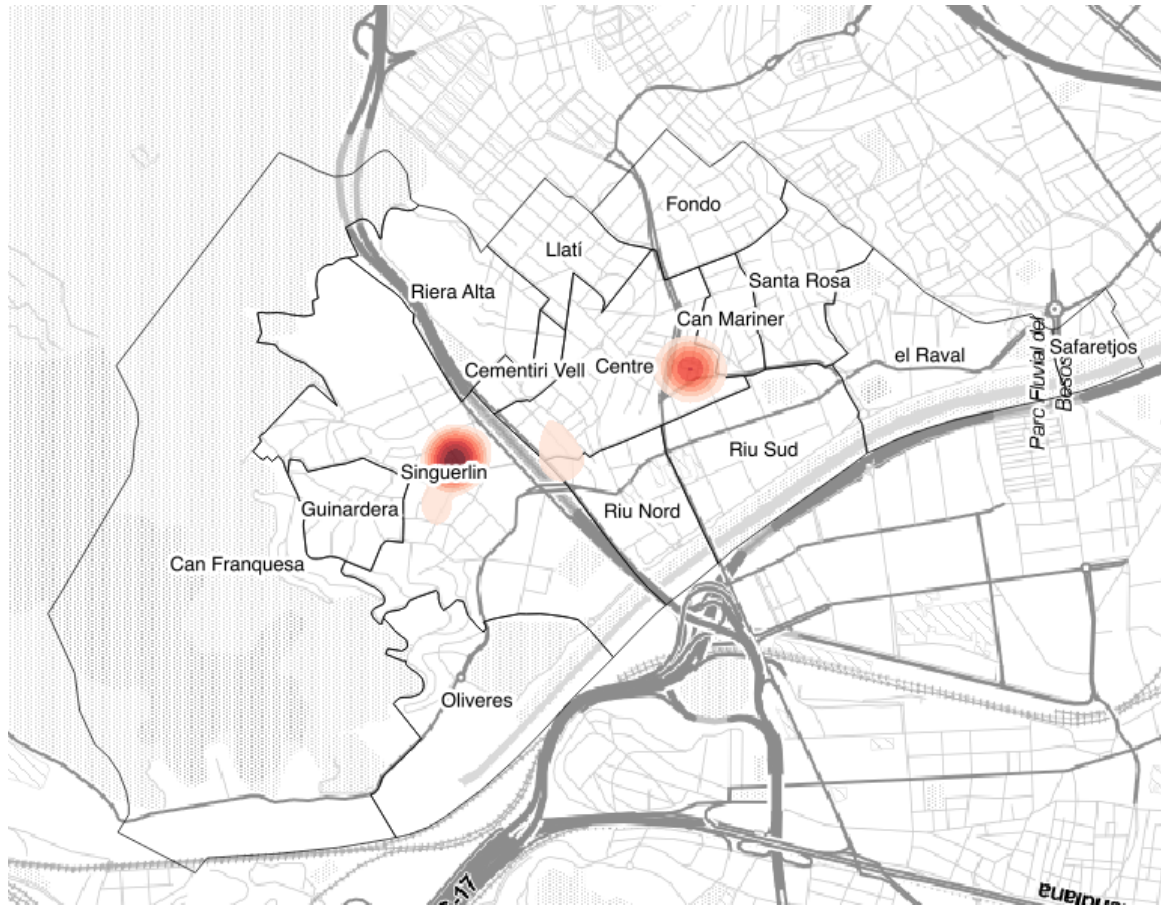 Fondo
Llatí
Santa Rosa
Riera Alta
Can Mariner
Safaretjos
el Raval
Centre
Cementiri Vell
Parc Fluvial del
Besòs
Riu Sud
Singuerlin
Guinardera
Riu Nord
Can Franquesa
Oliveres